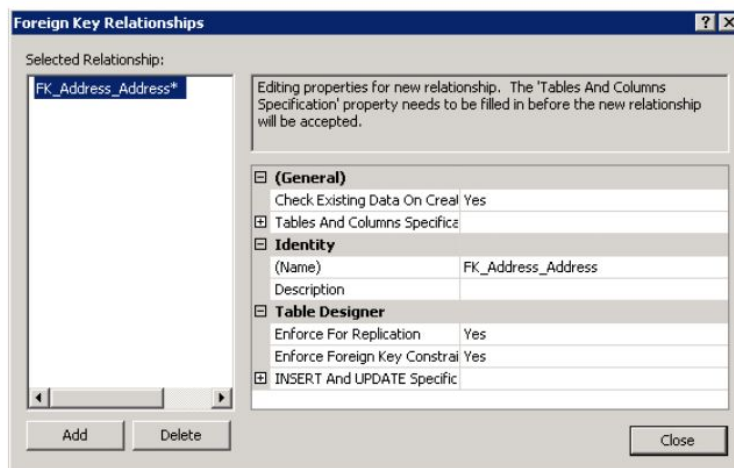 Foreign Key Relationships
Selected Relationship:
FK_Address_Address*
Editing properties for new relationship. The 'Tables And Columns
Specification' property needs to be filled in before the new relationship
will be accepted.
(General)
Check Existing Data On Creat Yes
Tables And Columns Specifica
Identity
(Name) FK_Address_Address
Description
Table Designer
Enforce For Replication Yes
Enforce Foreign Key Constrai Yes
INSERT And UPDATE Specific
Add Delete
Close